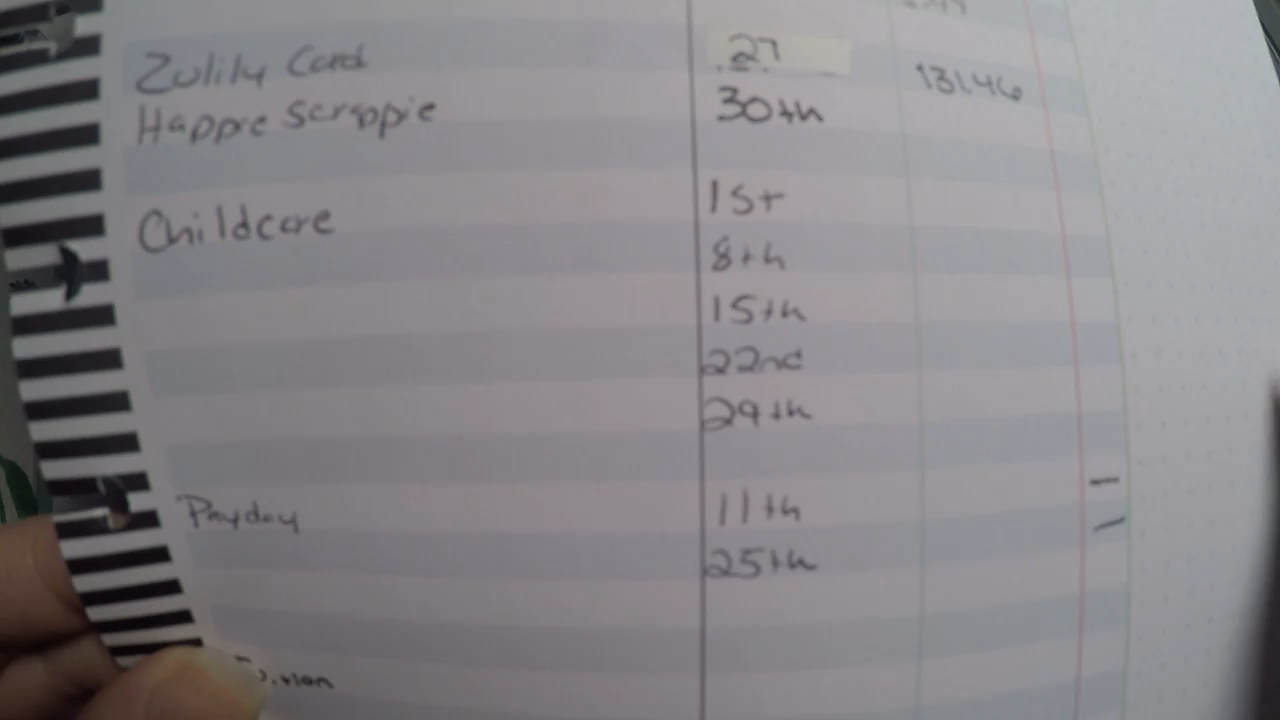 Zulily Card 27 131.46
Happie Scrappie 30th
Childcare 1st
8th
15th
22nd
29th
Payday 11th
25th